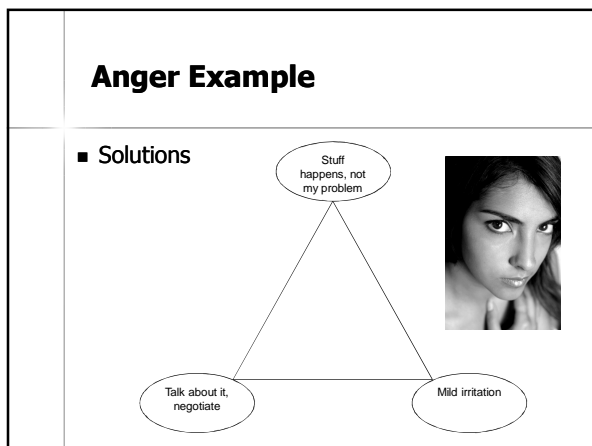 Anger Example
■ Solutions
Stuff
happens, not
my problem
Talk about it,
negotiate
Mild irritation